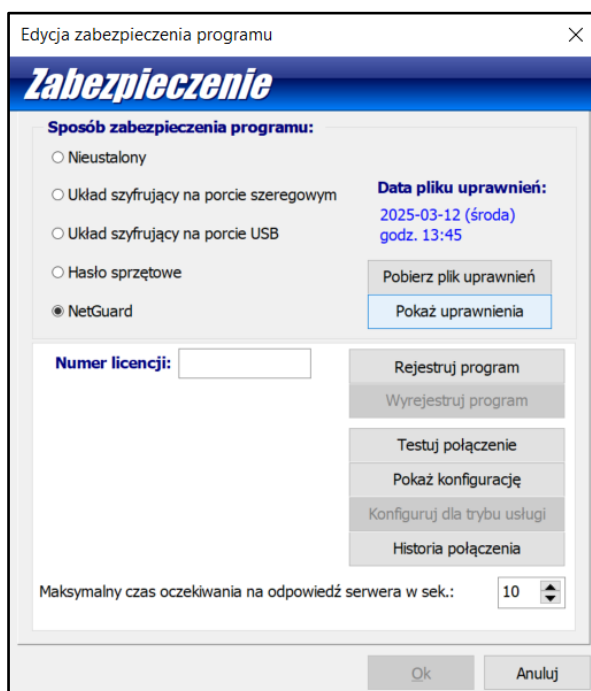 Edycja zabezpieczenia programu
Zabezpieczenie
Sposób zabezpieczenia programu:
Nieustalony
Układ szyfrujący na porcie szeregowym
Układ szyfrujący na porcie USB
Hasło sprzętowe
NetGuard
Data pliku uprawnień:
2025-03-12 (środa)
godz. 13:45
Pobierz plik uprawnień
Pokaż uprawnienia
Numer licencji:
Rejestruj program
Wyrejestruj program
Testuj połączenie
Pokaż konfigurację
Konfiguruj dla trybu usługi
Historia połączenia
Maksymalny czas oczekiwania na odpowiedź serwera w sek.: 10
Ok
Anuluj